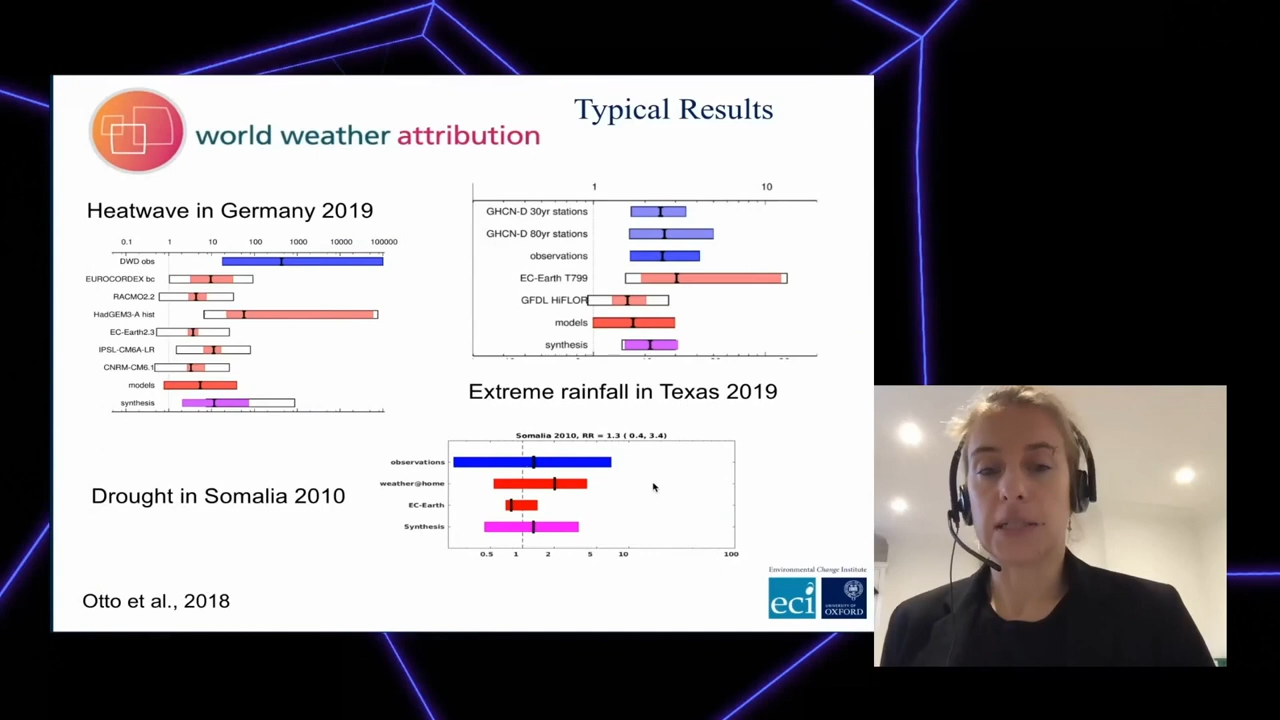 Typical Results
world weather attribution
Heatwave in Germany 2019
0.1 1 10 100 1000 10000 100000
DWD obs
EUROCORDEX bc
RACMO2.2
HadGEM3-A hist
EC-Earth2.3
IPSL-CM6A-LR
CNRM-CM6.1
models
synthesis
1 10
GHCN-D 30yr stations
GHCN-D 80yr stations
observations
EC-Earth T799
GFDL HiFLOR
models
synthesis
Extreme rainfall in Texas 2019
Drought in Somalia 2010
Somalia 2010, RR = 1.3 ( 0.4, 3.4)
observations
weather@home
EC-Earth
Synthesis
0.5 1 2 5 10 100
Otto et al., 2018
Environmental Change Institute
eci
UNIVERSITY OF
OXFORD